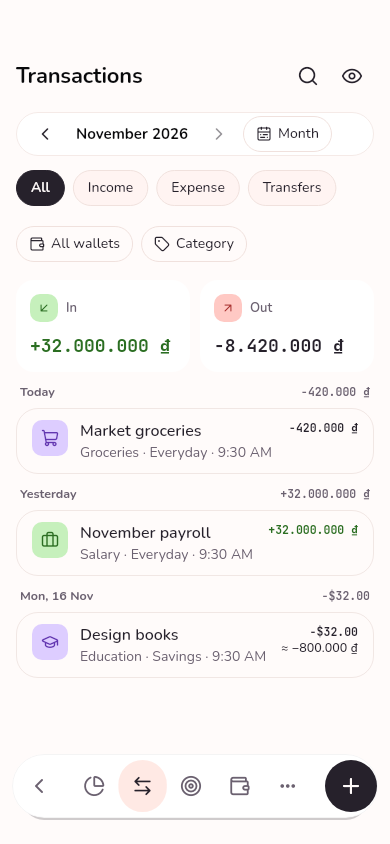 Transactions
November 2026
Month
All
Income
Expense
Transfers
All wallets
Category
In
+32.000.000 ₫
Out
-8.420.000 ₫
Today
-420.000 ₫
Market groceries
-420.000 ₫
Groceries · Everyday · 9:30 AM
Yesterday
+32.000.000 ₫
November payroll
+32.000.000 ₫
Salary · Everyday · 9:30 AM
Mon, 16 Nov
-$32.00
Design books
-$32.00
Education · Savings · 9:30 AM
≈ −800.000 ₫